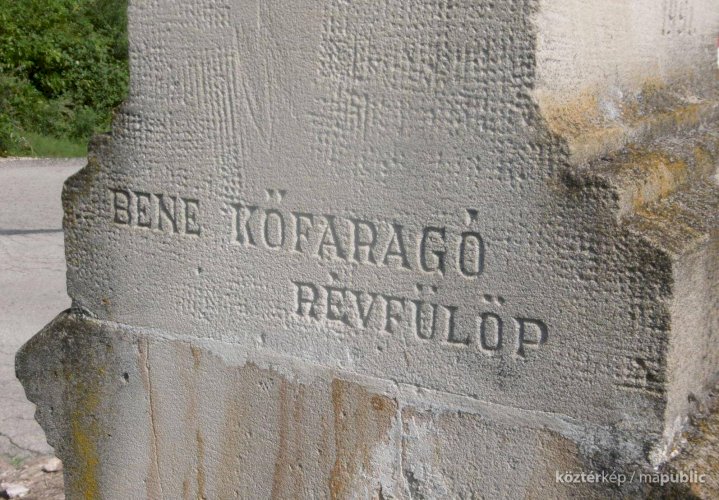 BENE KŐFARAGÓ
RÉVFÜLÖP
köztérkép / mapublic